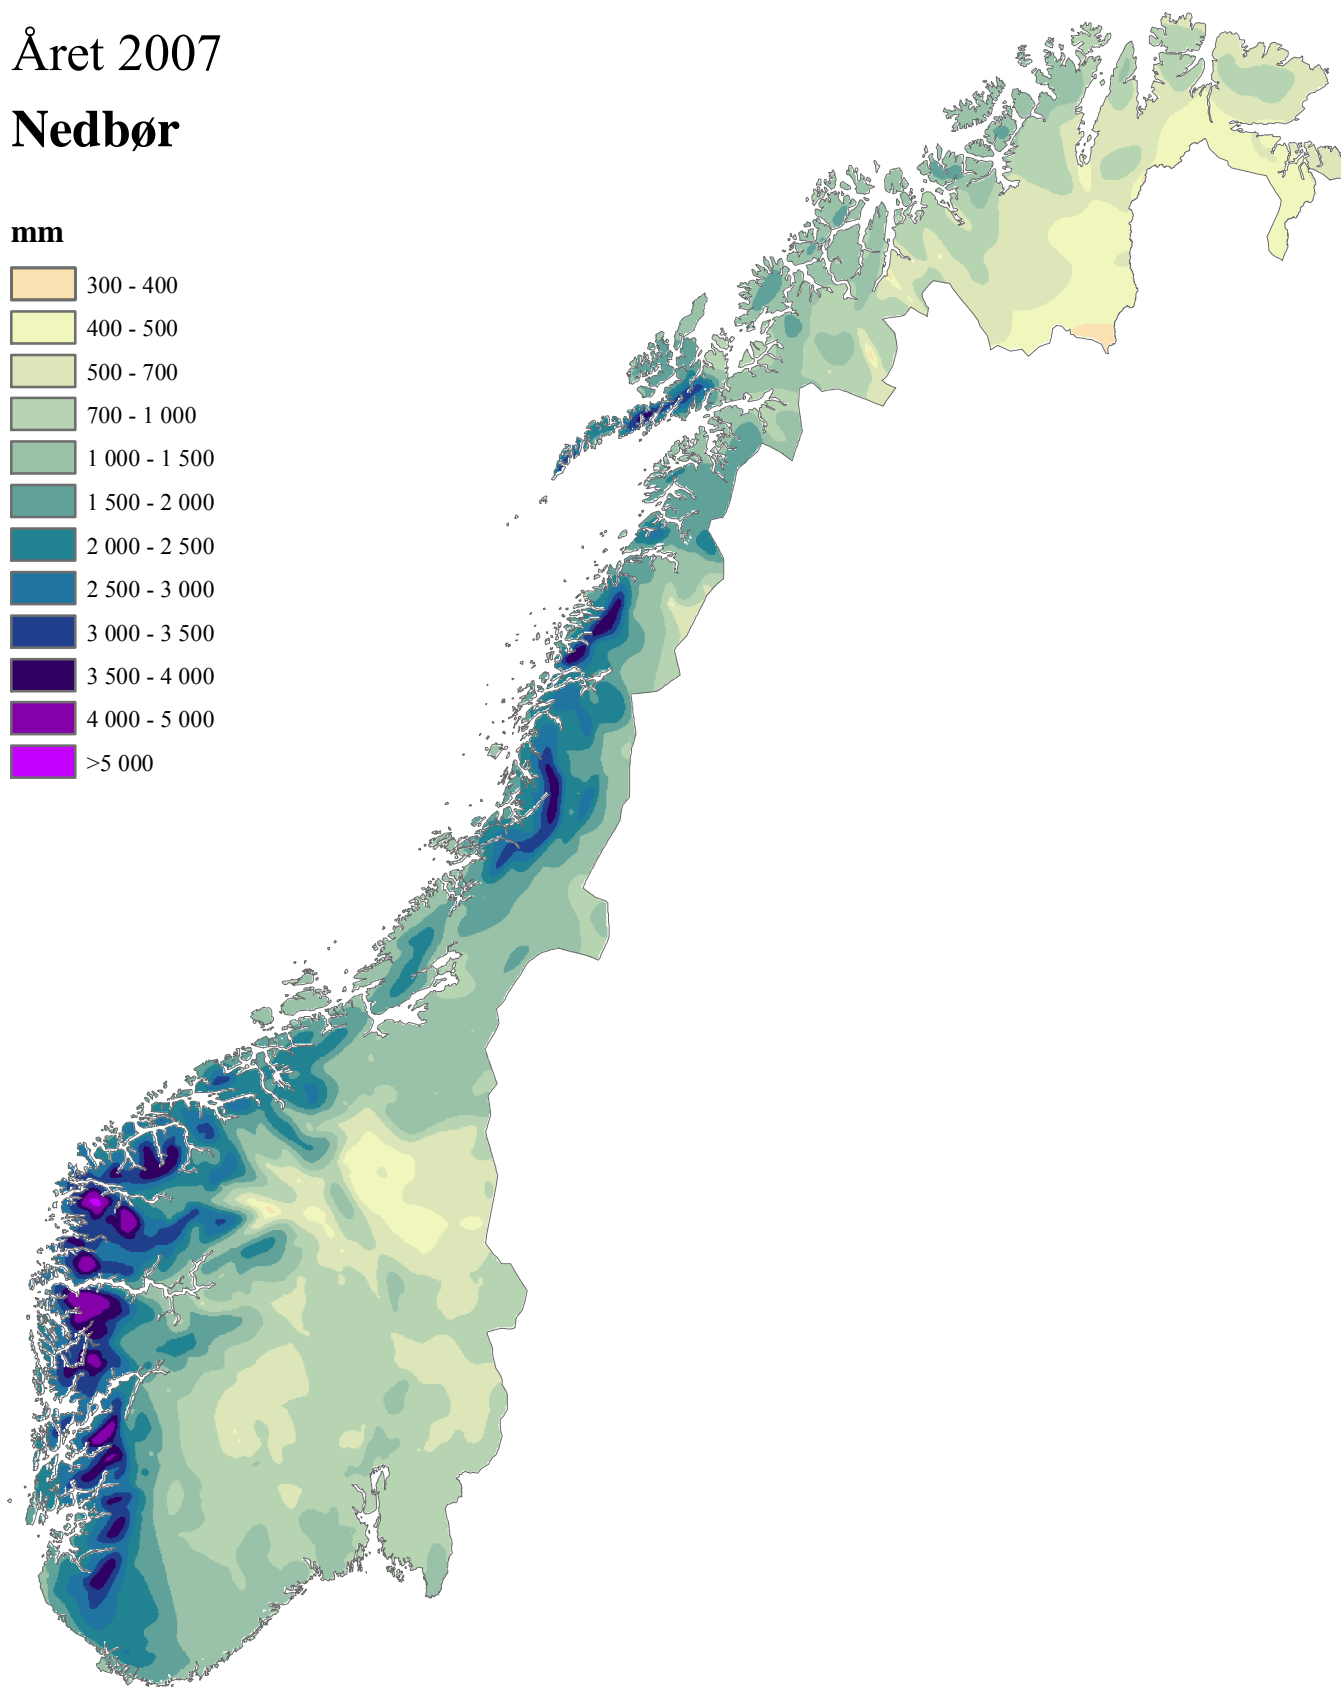 Året 2007
Nedbør
mm
300 - 400
400 - 500
500 - 700
700 - 1 000
1 000 - 1 500
1 500 - 2 000
2 000 - 2 500
2 500 - 3 000
3 000 - 3 500
3 500 - 4 000
4 000 - 5 000
>5 000